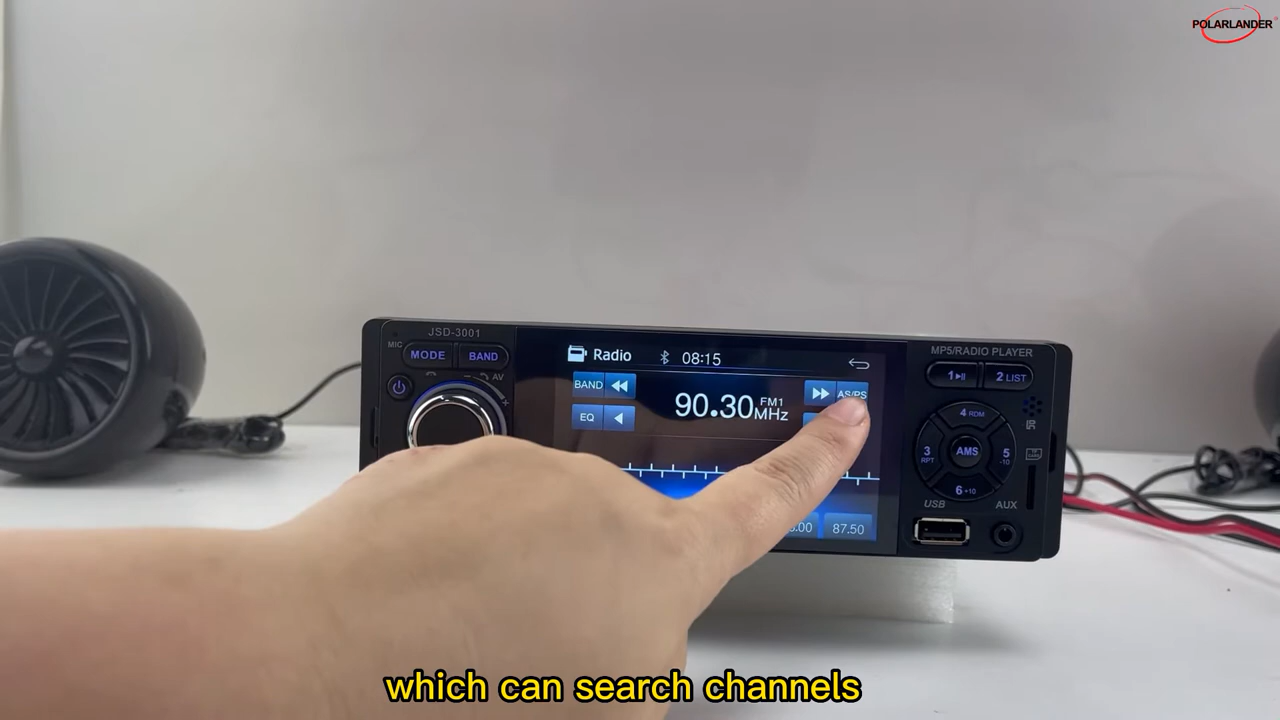 POLARLANDER
JSD-3001
MIC
MODE
BAND
AV
Radio
08:15
BAND
AS/PS
EQ
90.30
FM1
MHz
.00
87.50
MP5/RADIO PLAYER
1
2 LIST
4 RDM
3 RPT
AMS
5 -10
6 +10
USB
AUX
which can search channels